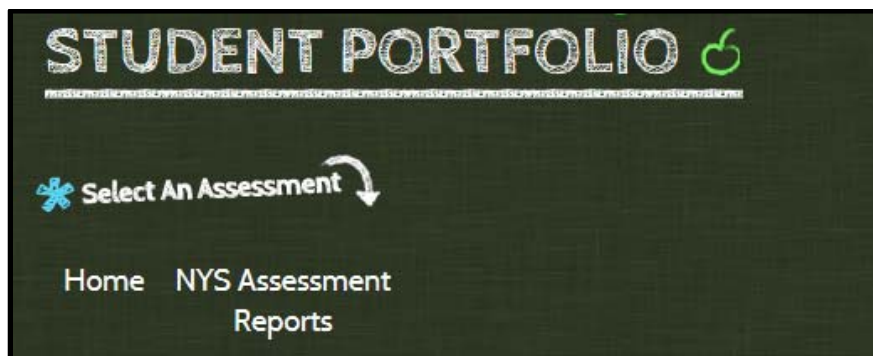 STUDENT PORTFOLIO
Select An Assessment
Home NYS Assessment
Reports